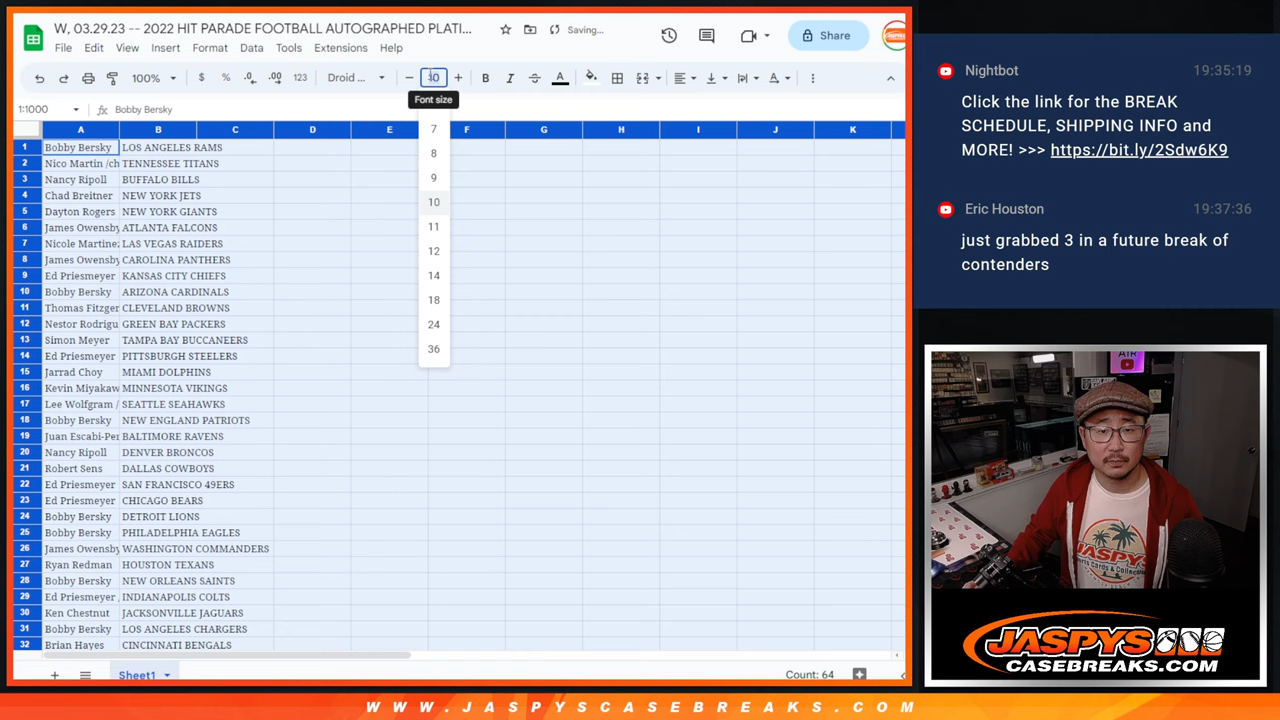 W, 03.29.23 -- 2022 HIT PARADE FOOTBALL AUTOGRAPHED PLATI...
Saving...
Share
File Edit View Insert Format Data Tools Extensions Help
100% $ % .0 .00 123 Droid ... 10 B I A
Font size
1:1000 fx Bobby Bersky
A B C D E F G H I J K
1 Bobby Bersky LOS ANGELES RAMS
2 Nico Martin /ch TENNESSEE TITANS
3 Nancy Ripoll BUFFALO BILLS
4 Chad Breitner NEW YORK JETS
5 Dayton Rogers NEW YORK GIANTS
6 James Owensby ATLANTA FALCONS
7 Nicole Martinez LAS VEGAS RAIDERS
8 James Owensby CAROLINA PANTHERS
9 Ed Priesmeyer KANSAS CITY CHIEFS
10 Bobby Bersky ARIZONA CARDINALS
11 Thomas Fitzger CLEVELAND BROWNS
12 Nestor Rodrigu GREEN BAY PACKERS
13 Simon Meyer TAMPA BAY BUCCANEERS
14 Ed Priesmeyer PITTSBURGH STEELERS
15 Jarrad Choy MIAMI DOLPHINS
16 Kevin Miyakaw MINNESOTA VIKINGS
17 Lee Wolfgram / SEATTLE SEAHAWKS
18 Bobby Bersky NEW ENGLAND PATRIOTS
19 Juan Escabi-Per BALTIMORE RAVENS
20 Nancy Ripoll DENVER BRONCOS
21 Robert Sens DALLAS COWBOYS
22 Ed Priesmeyer SAN FRANCISCO 49ERS
23 Ed Priesmeyer CHICAGO BEARS
24 Bobby Bersky DETROIT LIONS
25 Bobby Bersky PHILADELPHIA EAGLES
26 James Owensby WASHINGTON COMMANDERS
27 Ryan Redman HOUSTON TEXANS
28 Bobby Bersky NEW ORLEANS SAINTS
29 Ed Priesmeyer INDIANAPOLIS COLTS
30 Ken Chestnut JACKSONVILLE JAGUARS
31 Bobby Bersky LOS ANGELES CHARGERS
32 Brian Hayes CINCINNATI BENGALS
7
8
9
10
11
12
14
18
24
36
Sheet1
Count: 64
Nightbot 19:35:19
Click the link for the BREAK
SCHEDULE, SHIPPING INFO and
MORE! >>> https://bit.ly/2Sdw6K9
Eric Houston 19:37:36
just grabbed 3 in a future break of
contenders
AIR
JASPYS
JASPYS
CASEBREAKS.COM
WWW.JASPYSCASEBREAKS.COM